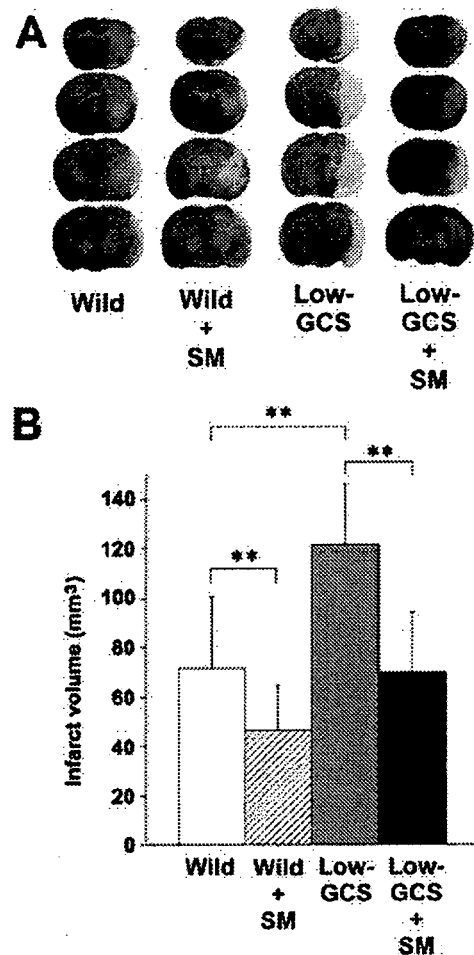 A
Wild
Wild
+
SM
Low-
GCS
Low-
GCS
+
SM
B
**
**
**
Infarct volume (mm³)
140
120
100
80
60
40
20
0
Wild
Wild
+
SM
Low-
GCS
Low-
GCS
+
SM